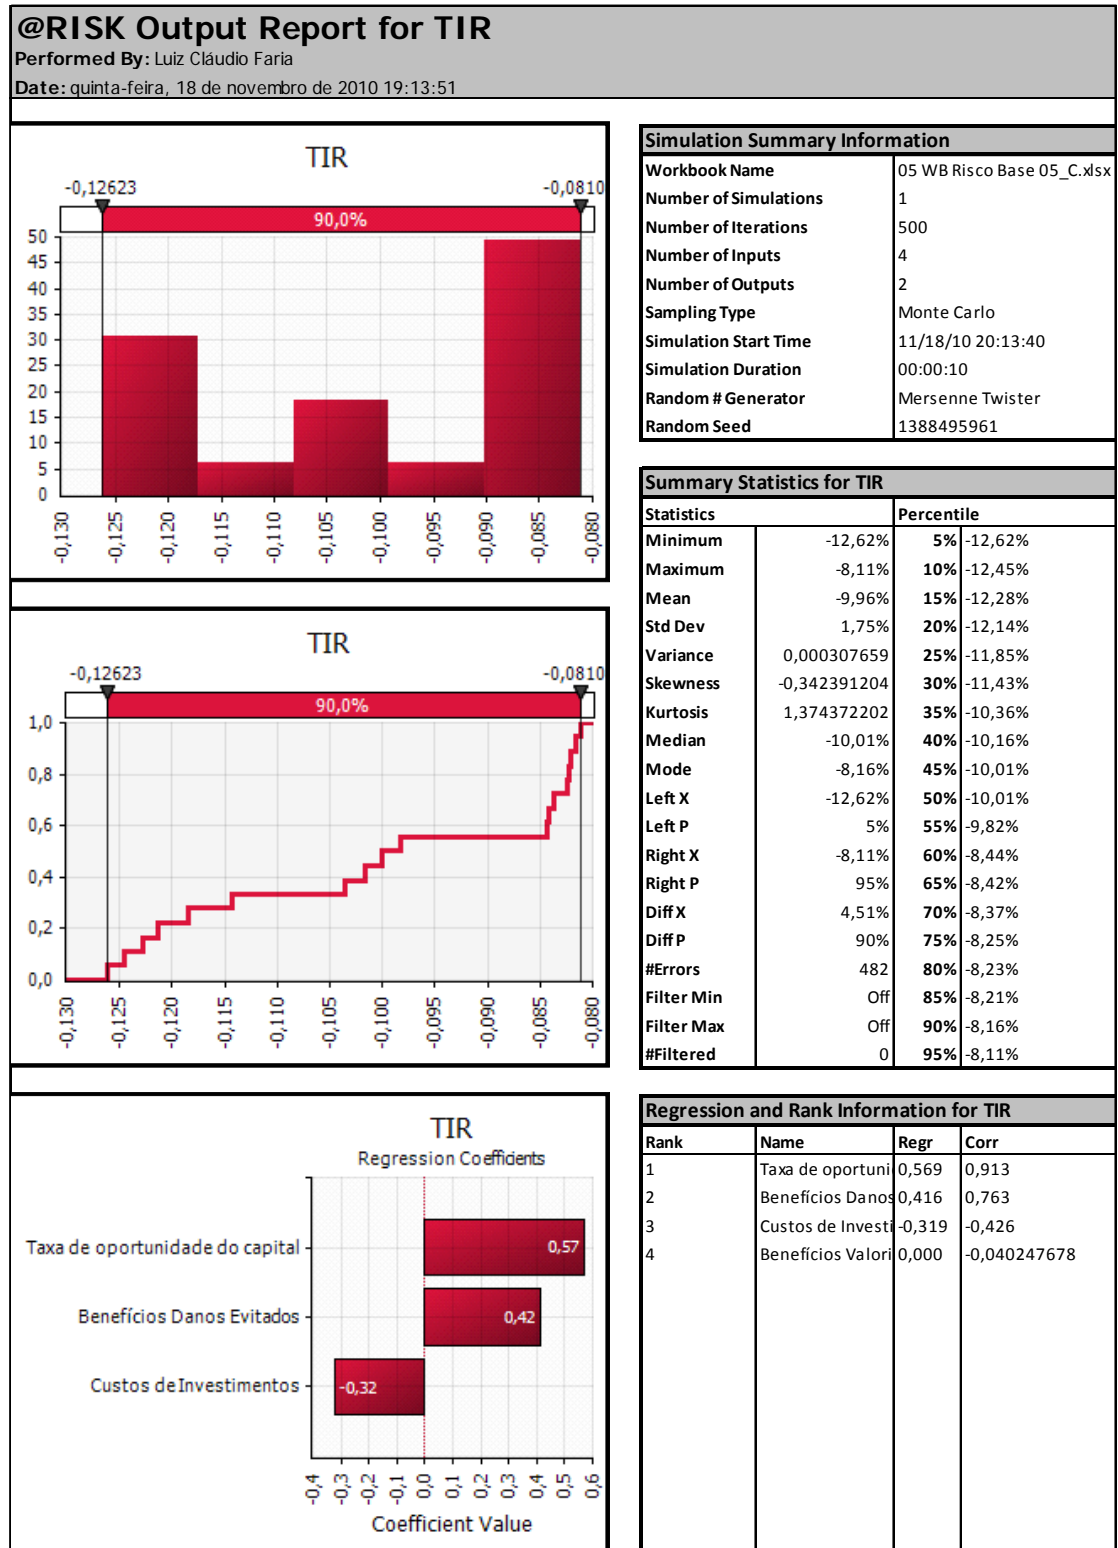 @RISK Output Report for TIR
Performed By: Luiz Cláudio Faria
Date: quinta-feira, 18 de novembro de 2010 19:13:51
TIR
-0,12623 -0,0810
90,0%
50
45
40
35
30
25
20
15
10
5
0
-0,130 -0,125 -0,120 -0,115 -0,110 -0,105 -0,100 -0,095 -0,090 -0,085 -0,080
Simulation Summary Information
Workbook Name 05 WB Risco Base 05_C.xlsx
Number of Simulations 1
Number of Iterations 500
Number of Inputs 4
Number of Outputs 2
Sampling Type Monte Carlo
Simulation Start Time 11/18/10 20:13:40
Simulation Duration 00:00:10
Random # Generator Mersenne Twister
Random Seed 1388495961
Summary Statistics for TIR
Statistics Percentile
Minimum -12,62% 5% -12,62%
Maximum -8,11% 10% -12,45%
Mean -9,96% 15% -12,28%
Std Dev 1,75% 20% -12,14%
Variance 0,000307659 25% -11,85%
Skewness -0,342391204 30% -11,43%
Kurtosis 1,374372202 35% -10,36%
Median -10,01% 40% -10,16%
Mode -8,16% 45% -10,01%
Left X -12,62% 50% -10,01%
Left P 5% 55% -9,82%
Right X -8,11% 60% -8,44%
Right P 95% 65% -8,42%
Diff X 4,51% 70% -8,37%
Diff P 90% 75% -8,25%
#Errors 482 80% -8,23%
Filter Min Off 85% -8,21%
Filter Max Off 90% -8,16%
#Filtered 0 95% -8,11%
TIR
-0,12623 -0,0810
90,0%
1,0
0,8
0,6
0,4
0,2
0,0
-0,130 -0,125 -0,120 -0,115 -0,110 -0,105 -0,100 -0,095 -0,090 -0,085 -0,080
TIR
Regression Coefficients
Taxa de oportunidade do capital 0,57
Benefícios Danos Evitados 0,42
Custos de Investimentos -0,32
-0,4 -0,3 -0,2 -0,1 0,0 0,1 0,2 0,3 0,4 0,5 0,6
Coefficient Value
Regression and Rank Information for TIR
Rank Name Regr Corr
1 Taxa de oportuni 0,569 0,913
2 Benefícios Danos 0,416 0,763
3 Custos de Investi -0,319 -0,426
4 Benefícios Valori 0,000 -0,040247678